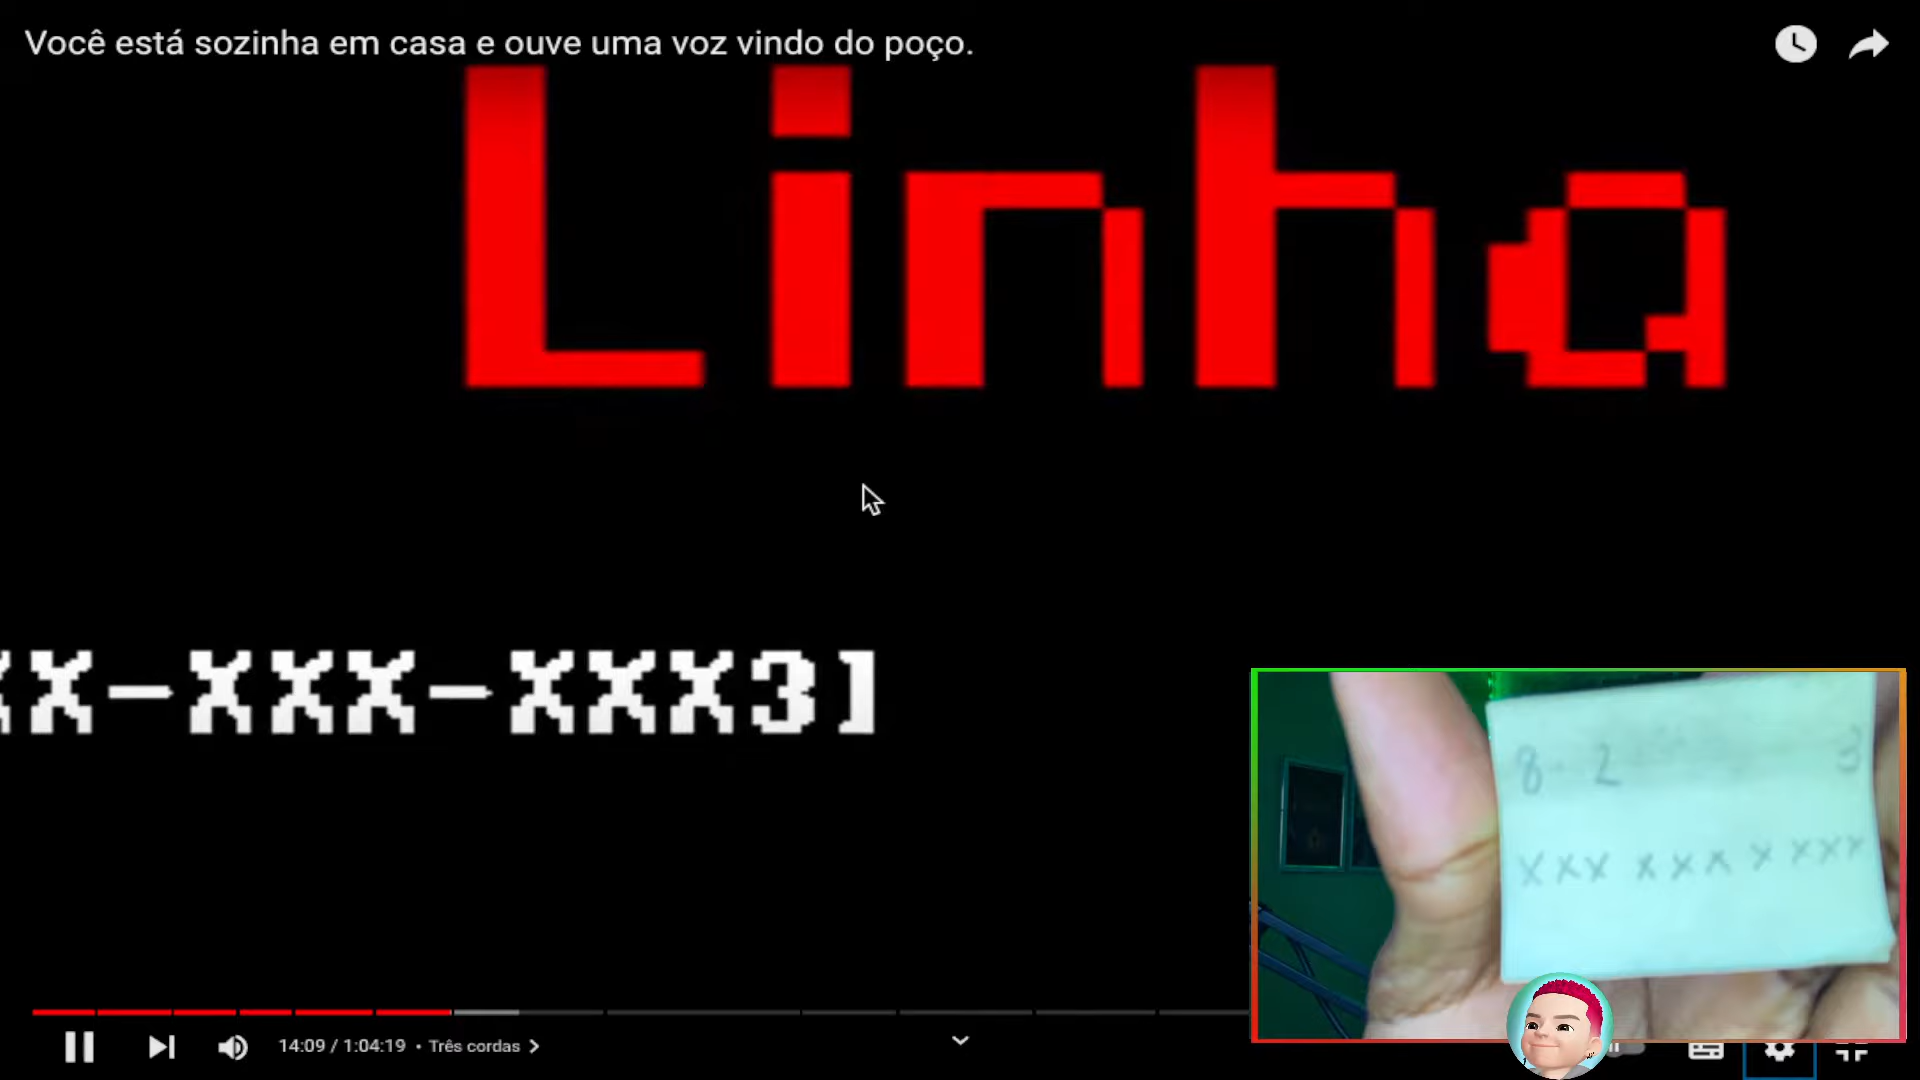 Você está sozinha em casa e ouve uma voz vindo do poço.
Linha
X-XXX-XXX3]
14:09 / 1:04:19 • Três cordas
8 - 2 3
XXX XXX X XXX